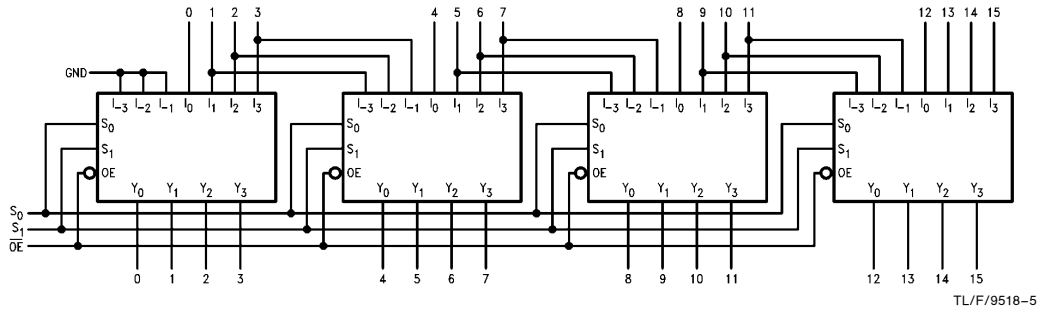 0 1 2 3 4 5 6 7 8 9 10 11 12 13 14 15
GND
I-3 I-2 I-1 I0 I1 I2 I3 I-3 I-2 I-1 I0 I1 I2 I3 I-3 I-2 I-1 I0 I1 I2 I3 I-3 I-2 I-1 I0 I1 I2 I3
S0 S0 S0 S0
S1 S1 S1 S1
OE OE OE OE
Y0 Y1 Y2 Y3 Y0 Y1 Y2 Y3 Y0 Y1 Y2 Y3 Y0 Y1 Y2 Y3
S0
S1
O̅E̅
0 1 2 3 4 5 6 7 8 9 10 11 12 13 14 15
TL/F/9518-5